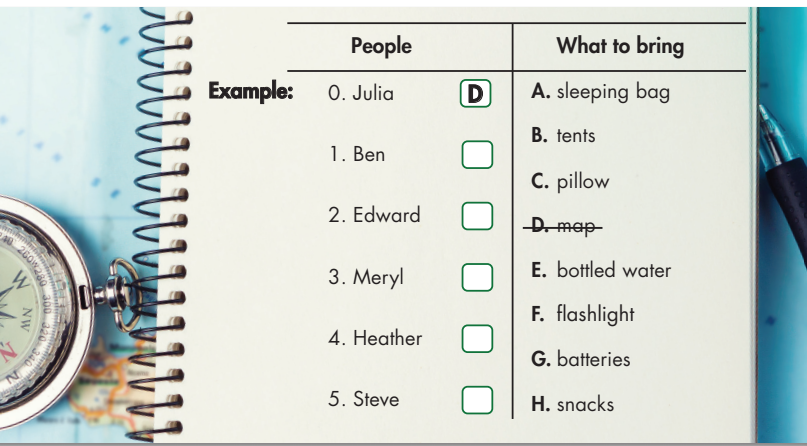 People What to bring
Example: 0. Julia D A. sleeping bag
B. tents
1. Ben
C. pillow
2. Edward D. map
3. Meryl E. bottled water
F. flashlight
4. Heather
G. batteries
5. Steve H. snacks